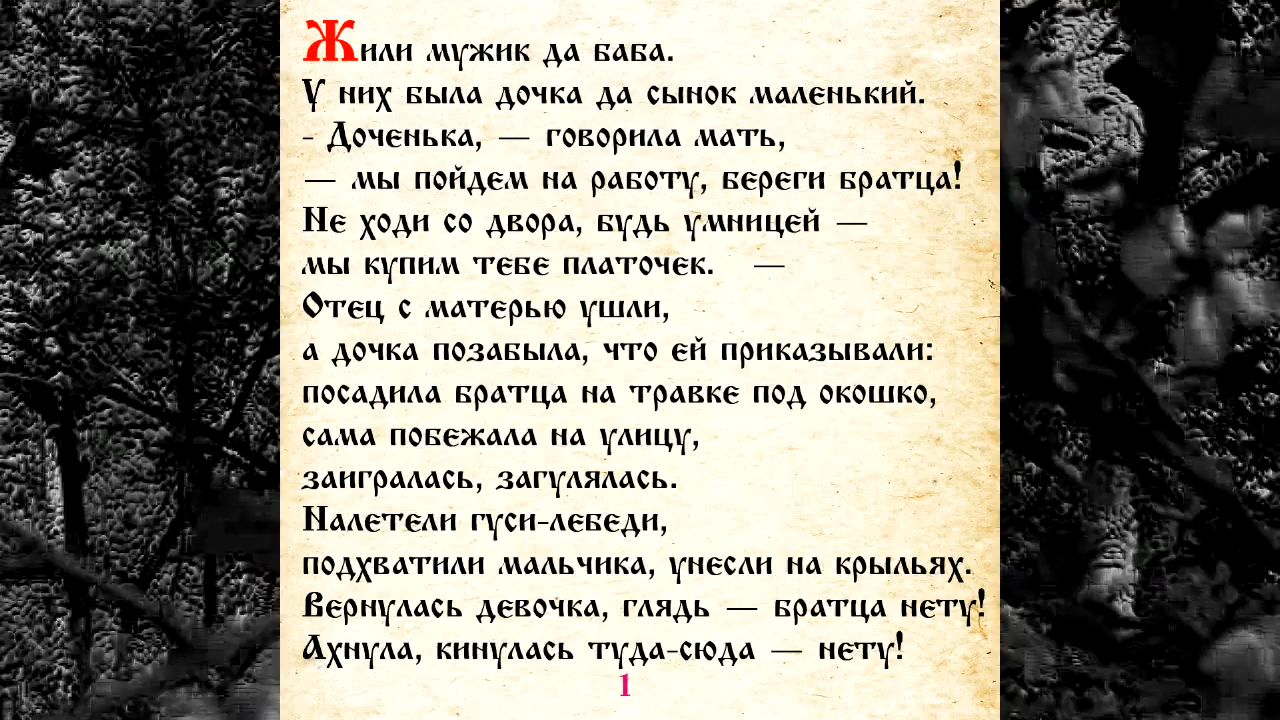 Жили мужик да баба.
У них была дочка да сынок маленький.
- Доченька, — говорила мать,
— мы пойдем на работу, береги братца!
Не ходи со двора, будь умницей —
мы купим тебе платочек. —
Отец с матерью ушли,
а дочка позабыла, что ей приказывали:
посадила братца на травке под окошко,
сама побежала на улицу,
заигралась, загулялась.
Налетели гуси-лебеди,
подхватили мальчика, унесли на крыльях.
Вернулась девочка, глядь — братца нету!
Ахнула, кинулась туда-сюда — нету!
1